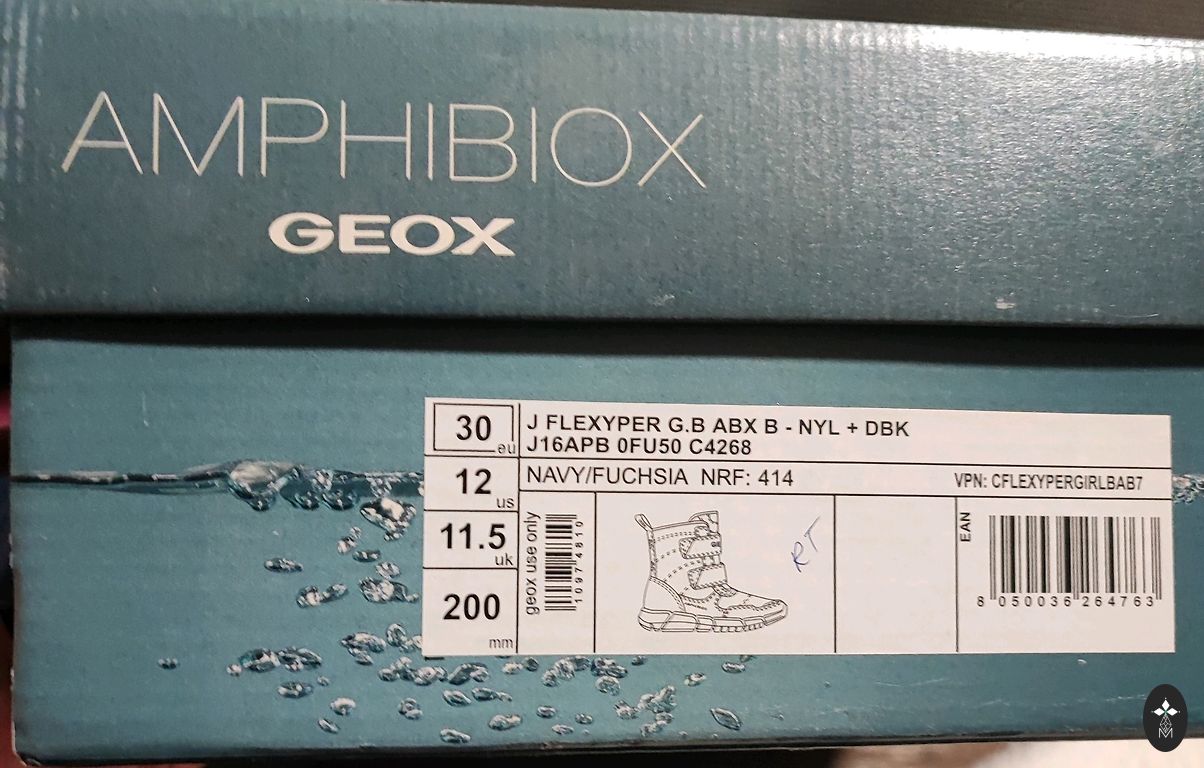 AMPHIBIOX
GEOX
30 eu
12 us
11.5 uk
200 mm
J FLEXYPER G.B ABX B - NYL + DBK
J16APB 0FU50 C4268
NAVY/FUCHSIA NRF: 414
VPN: CFLEXYPERGIRLBAB7
geox use only
10974810
RT
EAN
8 050036 264763